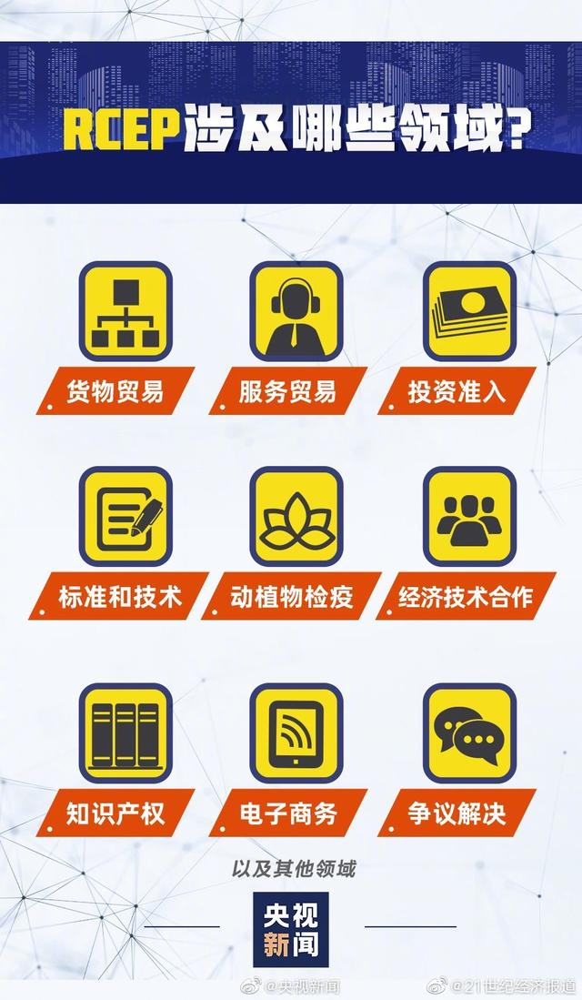 RCEP涉及哪些领域?
货物贸易 服务贸易 投资准入
标准和技术 动植物检疫 经济技术合作
知识产权 电子商务 争议解决
以及其他领域
央视
新闻
@央视新闻 @21世纪经济报道